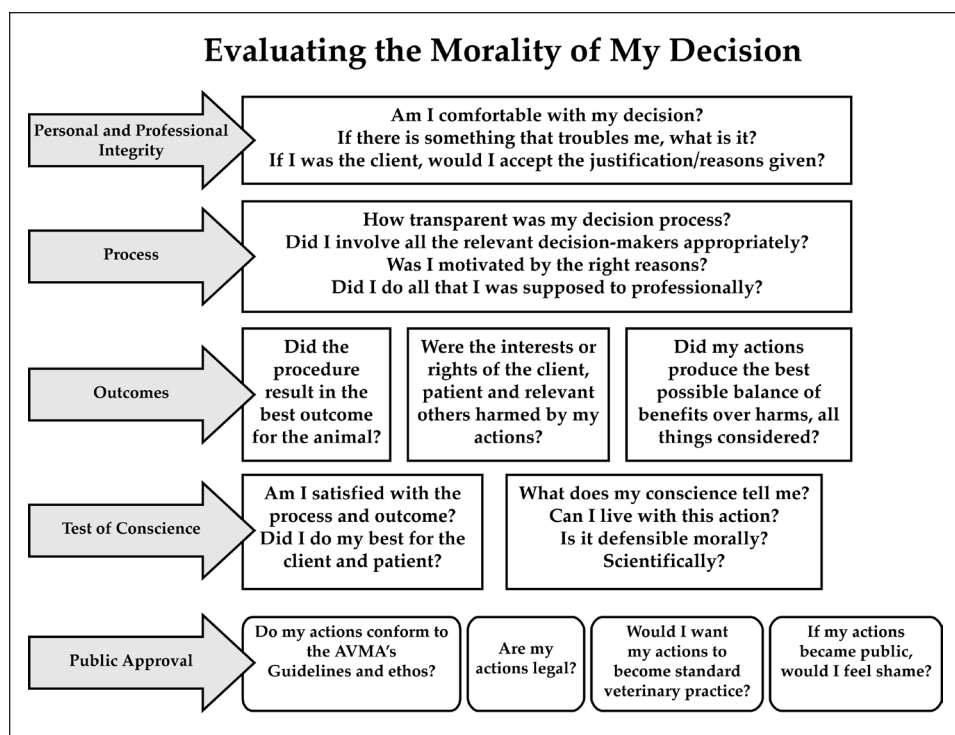 Evaluating the Morality of My Decision
Personal and Professional
Integrity
Am I comfortable with my decision?
If there is something that troubles me, what is it?
If I was the client, would I accept the justification/reasons given?
Process
How transparent was my decision process?
Did I involve all the relevant decision-makers appropriately?
Was I motivated by the right reasons?
Did I do all that I was supposed to professionally?
Outcomes
Did the
procedure
result in the
best outcome
for the animal?
Were the interests or
rights of the client,
patient and relevant
others harmed by my
actions?
Did my actions
produce the best
possible balance of
benefits over harms, all
things considered?
Test of Conscience
Am I satisfied with the
process and outcome?
Did I do my best for the
client and patient?
What does my conscience tell me?
Can I live with this action?
Is it defensible morally?
Scientifically?
Public Approval
Do my actions conform to
the AVMA's
Guidelines and ethos?
Are my
actions legal?
Would I want
my actions to
become standard
veterinary practice?
If my actions
became public,
would I feel shame?